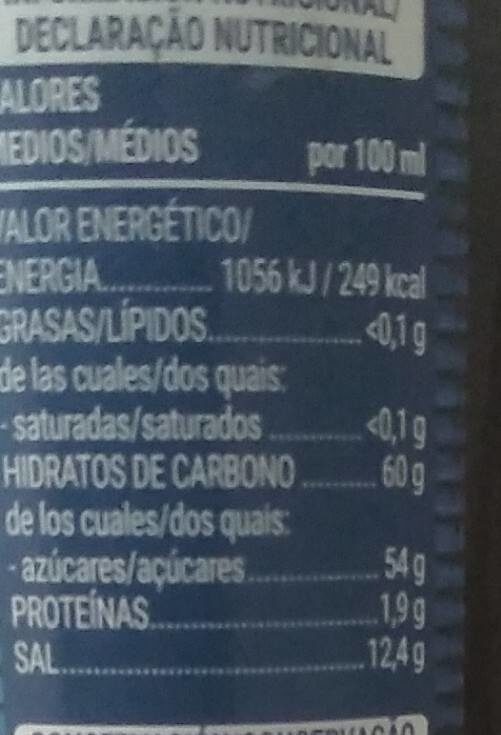 DECLARAÇÃO NUTRICIONAL
ALORES
MEDIOS/MÉDIOS por 100 ml
VALOR ENERGÉTICO/
ENERGIA............ 1056 kJ / 249 kcal
GRASAS/LÍPIDOS................<0,1 g
de las cuales/dos quais:
- saturadas/saturados ............<0,1 g
HIDRATOS DE CARBONO .......... 60 g
de los cuales/dos quais:
- azúcares/açúcares................. 54 g
PROTEÍNAS..............................1,9 g
SAL.........................................12,4 g